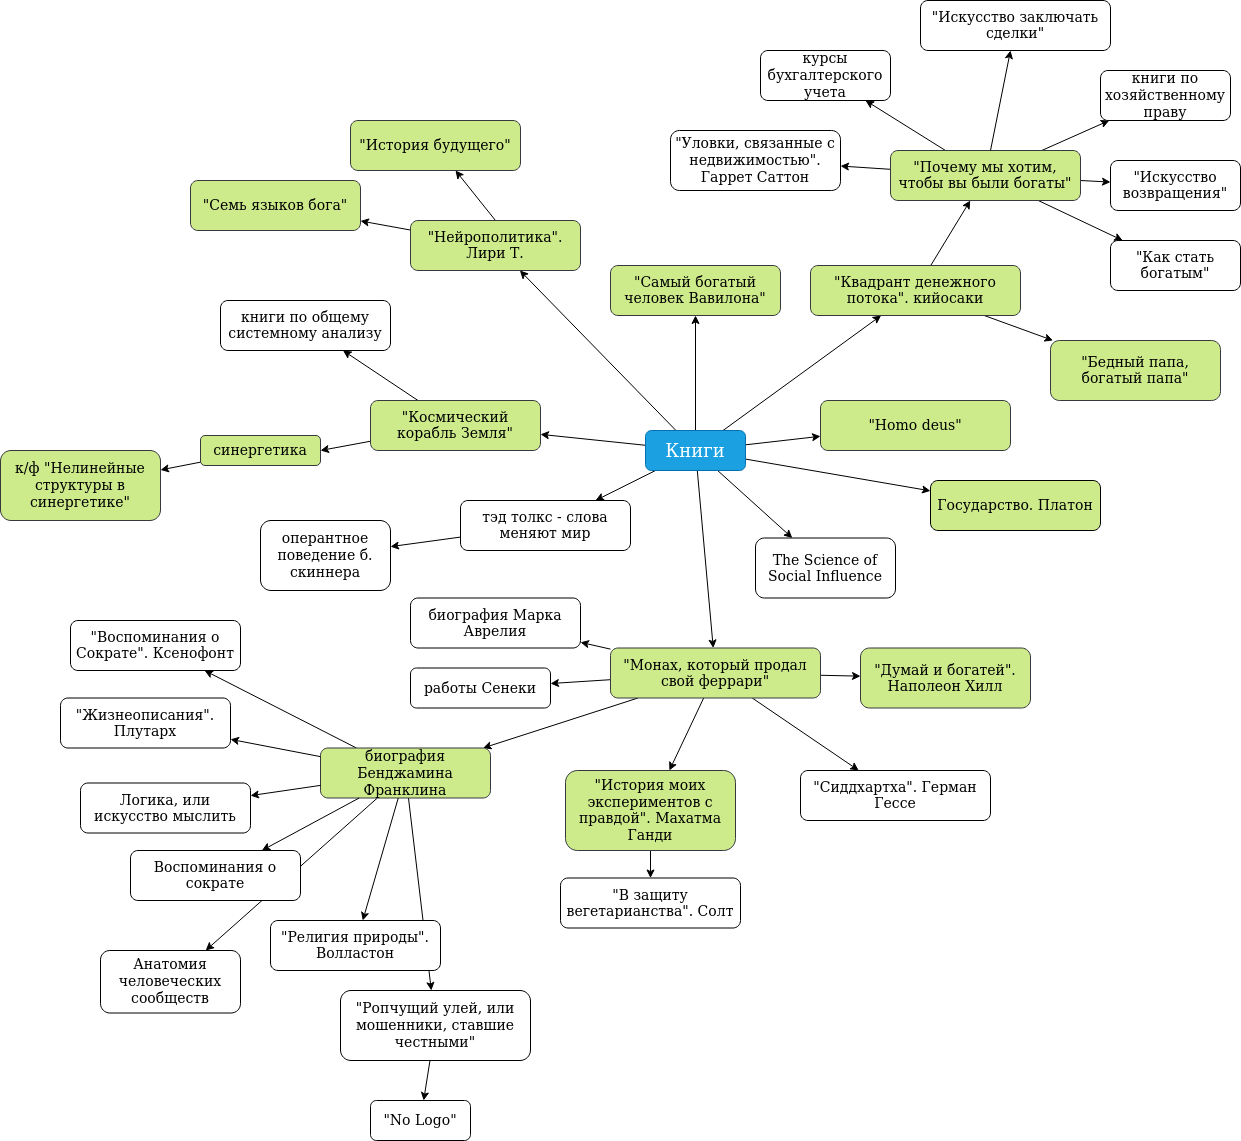 "Искусство заключать
сделки"
курсы
бухгалтерского
учета
книги по
хозяйственному
праву
"История будущего"
"Уловки, связанные с
недвижимостью".
Гаррет Саттон
"Почему мы хотим,
чтобы вы были богаты"
"Искусство
возвращения"
"Семь языков бога"
"Нейрополитика".
Лири Т.
"Как стать
богатым"
"Самый богатый
человек Вавилона"
"Квадрант денежного
потока". кийосаки
книги по общему
системному анализу
"Бедный папа,
богатый папа"
"Космический
корабль Земля"
"Homo deus"
синергетика
Книги
к/ф "Нелинейные
структуры в
синергетике"
Государство. Платон
тэд толкс - слова
меняют мир
оперантное
поведение б.
скиннера
The Science of
Social Influence
биография Марка
Аврелия
"Воспоминания о
Сократе". Ксенофонт
"Монах, который продал
свой феррари"
"Думай и богатей".
Наполеон Хилл
работы Сенеки
"Жизнеописания".
Плутарх
биография
Бенджамина
Франклина
"История моих
экспериментов с
правдой". Махатма
Ганди
"Сиддхартха". Герман
Гессе
Логика, или
искусство мыслить
Воспоминания о
сократе
"В защиту
вегетарианства". Солт
"Религия природы".
Волластон
Анатомия
человеческих
сообществ
"Ропчущий улей, или
мошенники, ставшие
честными"
"No Logo"